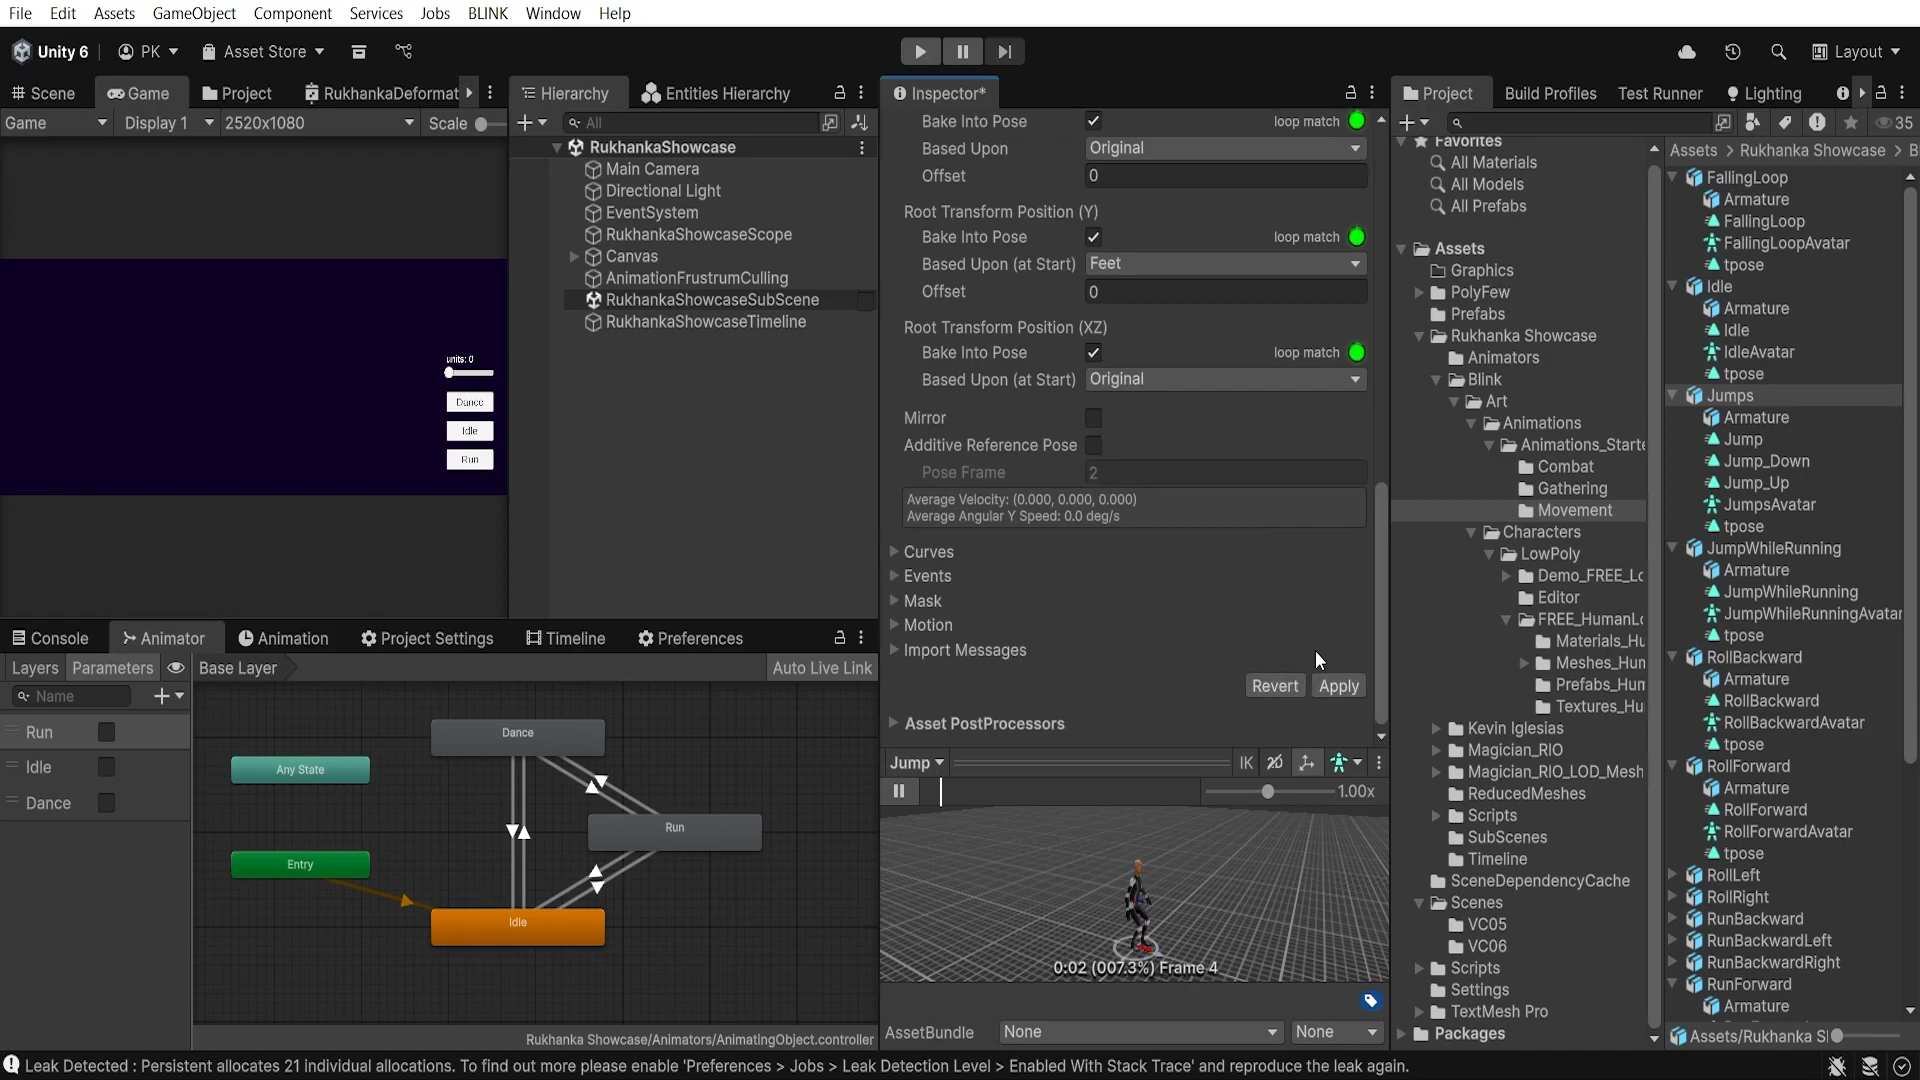 File Edit Assets GameObject Component Services Jobs BLINK Window Help
Unity 6 PK Asset Store Layout
Scene Game Project RukhankaDeformat
Game Display 1 2520x1080 Scale
units: 0
Dance
Idle
Run
Hierarchy Entities Hierarchy
All
RukhankaShowcase
Main Camera
Directional Light
EventSystem
RukhankaShowcaseScope
Canvas
AnimationFrustrumCulling
RukhankaShowcaseSubScene
RukhankaShowcaseTimeline
Console Animator Animation Project Settings Timeline Preferences
Layers Parameters Base Layer Auto Live Link
Name
Run
Idle
Dance
Dance
Any State
Run
Entry
Idle
Rukhanka Showcase/Animators/AnimatingObject.controller
Inspector*
Bake Into Pose loop match
Based Upon Original
Offset 0
Root Transform Position (Y)
Bake Into Pose loop match
Based Upon (at Start) Feet
Offset 0
Root Transform Position (XZ)
Bake Into Pose loop match
Based Upon (at Start) Original
Mirror
Additive Reference Pose
Pose Frame 2
Average Velocity: (0.000, 0.000, 0.000)
Average Angular Y Speed: 0.0 deg/s
Curves
Events
Mask
Motion
Import Messages
Revert Apply
Asset PostProcessors
Jump IK 2D
1.00x
0:02 (007.3%) Frame 4
AssetBundle None None
Project Build Profiles Test Runner Lighting
35
Favorites
All Materials
All Models
All Prefabs
Assets
Graphics
PolyFew
Prefabs
Rukhanka Showcase
Animators
Blink
Art
Animations
Animations_Starte
Combat
Gathering
Movement
Characters
LowPoly
Demo_FREE_Lo
Editor
FREE_HumanLo
Materials_Hu
Meshes_Hun
Prefabs_Hun
Textures_Hu
Kevin Iglesias
Magician_RIO
Magician_RIO_LOD_Mesh
ReducedMeshes
Scripts
SubScenes
Timeline
SceneDependencyCache
Scenes
VC05
VC06
Scripts
Settings
TextMesh Pro
Packages
Assets > Rukhanka Showcase > B
FallingLoop
Armature
FallingLoop
FallingLoopAvatar
tpose
Idle
Armature
Idle
IdleAvatar
tpose
Jumps
Armature
Jump
Jump_Down
Jump_Up
JumpsAvatar
tpose
JumpWhileRunning
Armature
JumpWhileRunning
JumpWhileRunningAvatar
tpose
RollBackward
Armature
RollBackward
RollBackwardAvatar
tpose
RollForward
Armature
RollForward
RollForwardAvatar
tpose
RollLeft
RollRight
RunBackward
RunBackwardLeft
RunBackwardRight
RunForward
Armature
Assets/Rukhanka S
Leak Detected : Persistent allocates 21 individual allocations. To find out more please enable 'Preferences > Jobs > Leak Detection Level > Enabled With Stack Trace' and reproduce the leak again.